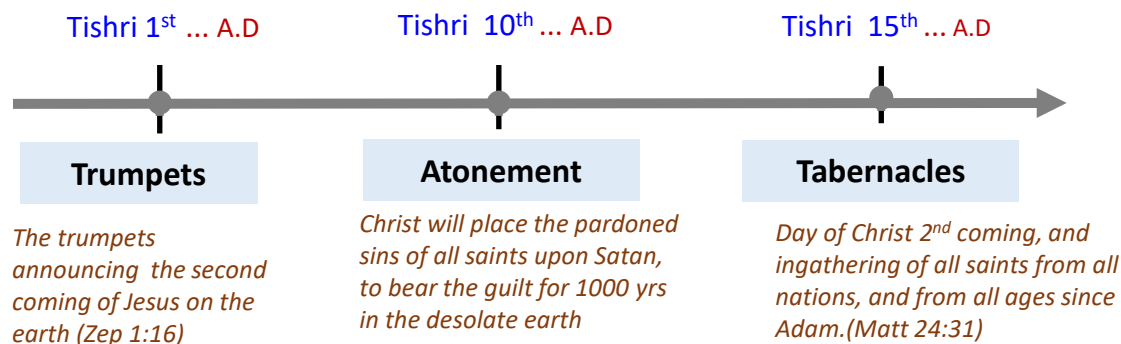 Tishri 1st ... A.D
Tishri 10th ... A.D
Tishri 15th ... A.D
Trumpets
Atonement
Tabernacles
The trumpets
announcing the second
coming of Jesus on the
earth (Zep 1:16)
Christ will place the pardoned
sins of all saints upon Satan,
to bear the guilt for 1000 yrs
in the desolate earth
Day of Christ 2nd coming, and
ingathering of all saints from all
nations, and from all ages since
Adam.(Matt 24:31)